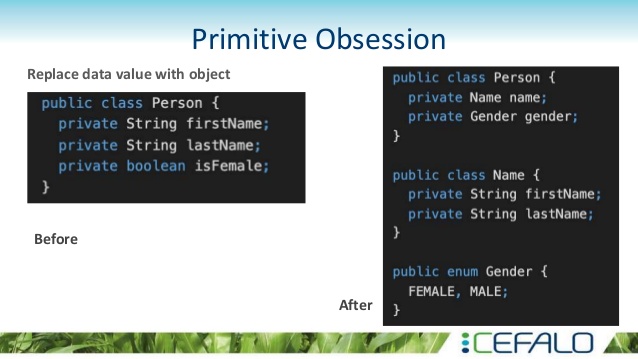 Primitive Obsession
Replace data value with object
public class Person {
private String firstName;
private String lastName;
private boolean isFemale;
}
Before
public class Person {
private Name name;
private Gender gender;
}
public class Name {
private String firstName;
private String lastName;
}
public enum Gender {
FEMALE, MALE;
}
After
CEFALO